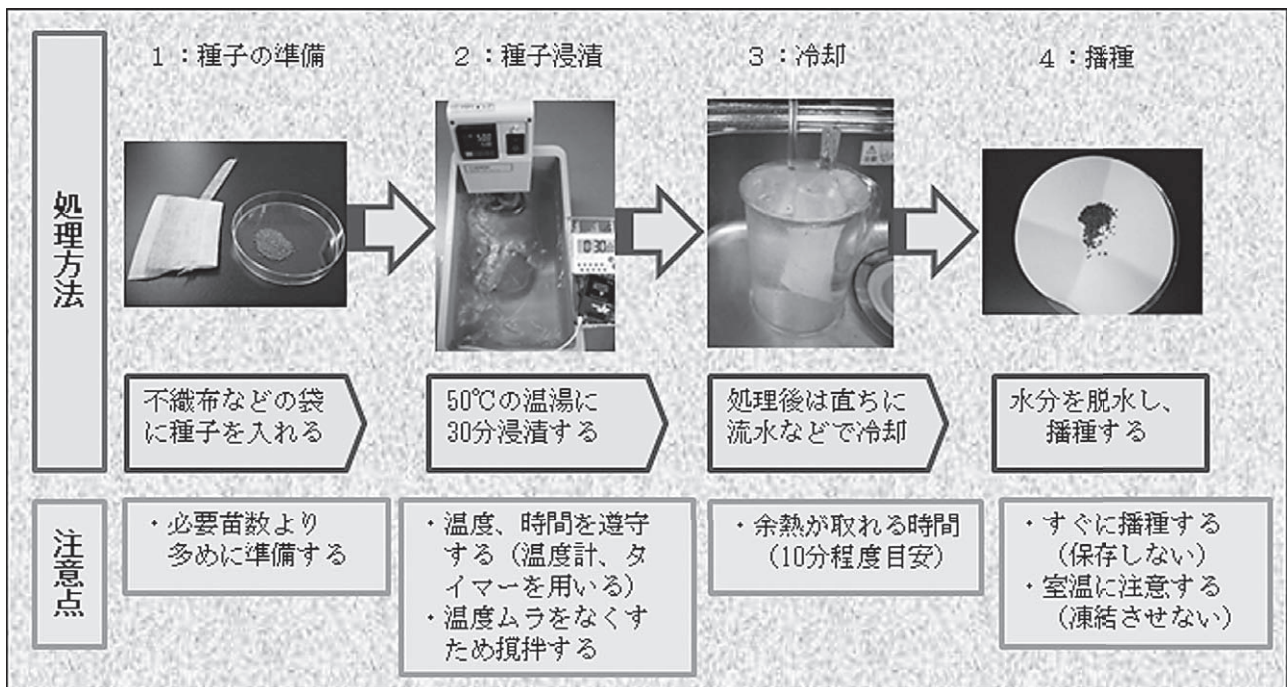 処理方法
1：種子の準備
2：種子浸漬
3：冷却
4：播種
0:30
不織布などの袋
に種子を入れる
50℃の温湯に
30分浸漬する
処理後は直ちに
流水などで冷却
水分を脱水し、
播種する
注意点
・必要苗数より
多めに準備する
・温度、時間を遵守
する（温度計、タ
イマーを用いる）
・温度ムラをなくす
ため撹拌する
・余熱が取れる時間
（10分程度目安）
・すぐに播種する
（保存しない）
・室温に注意する
（凍結させない）